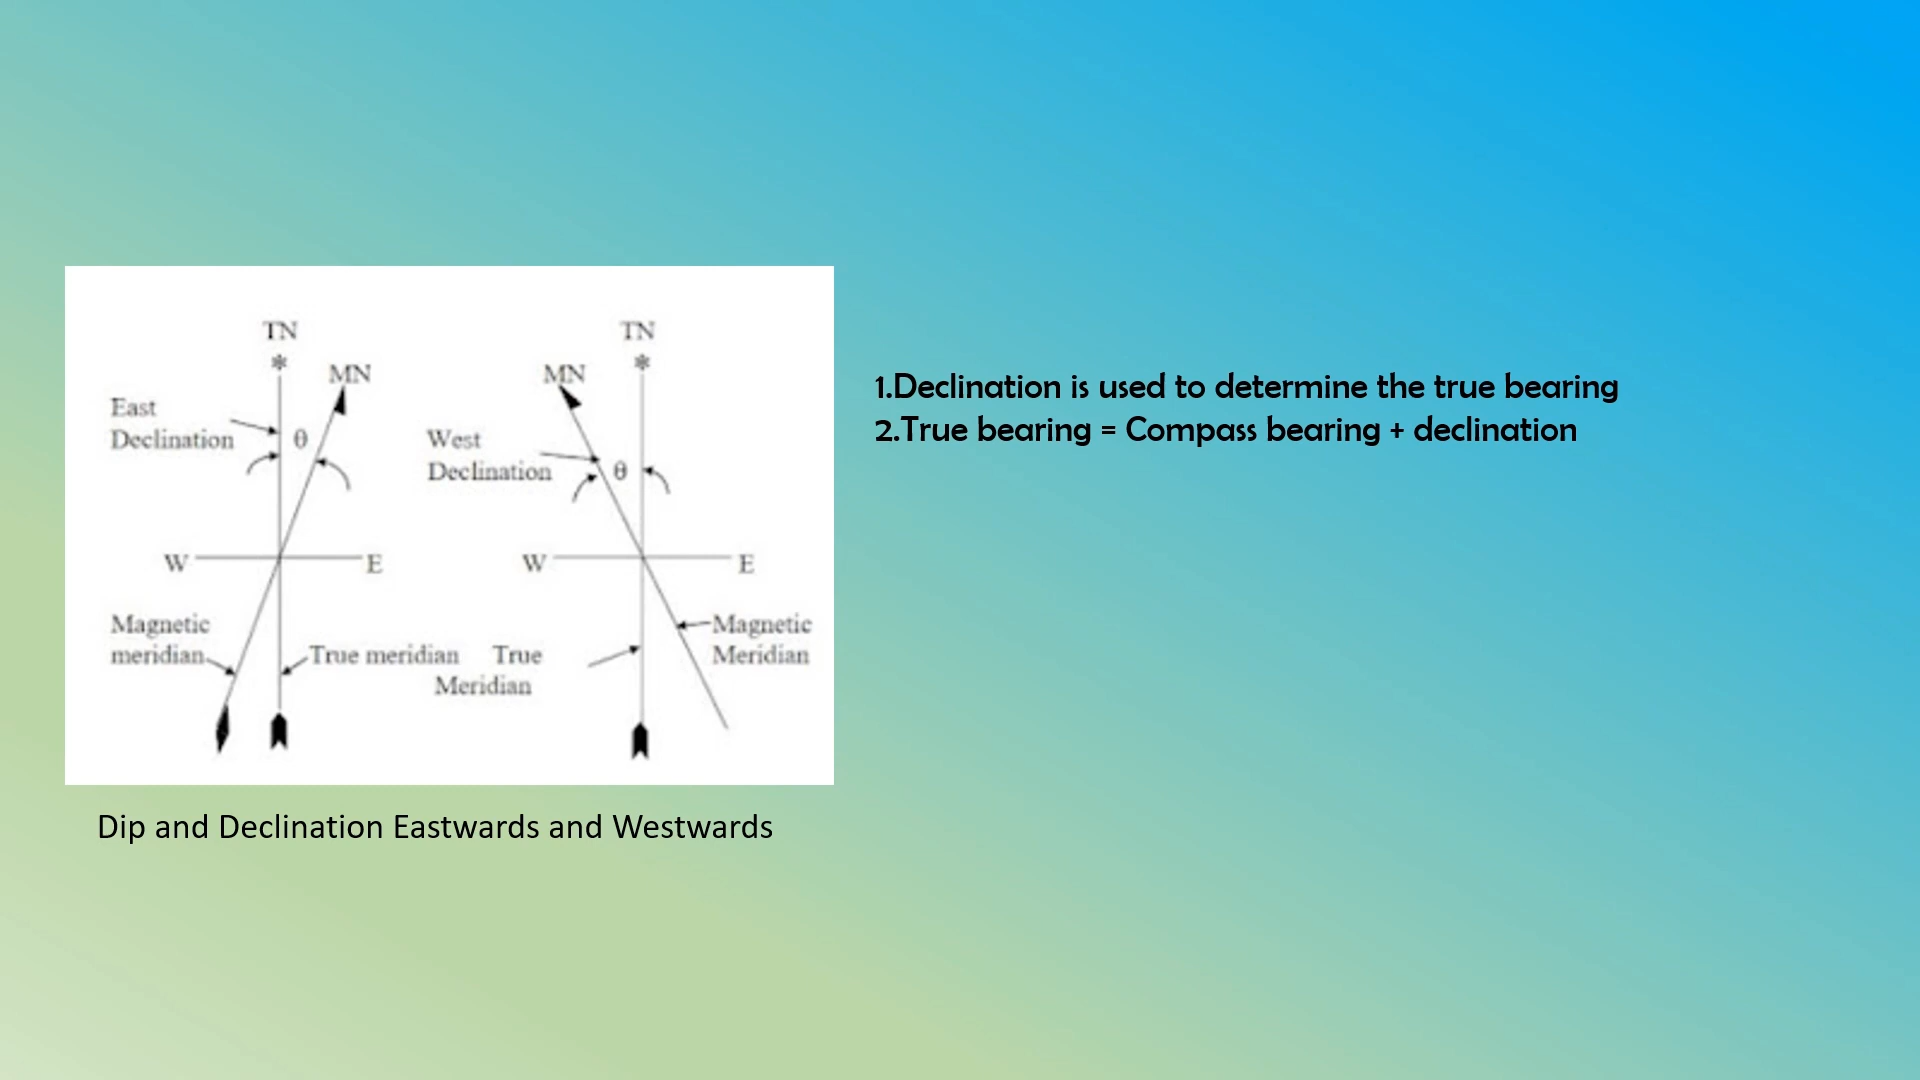 TN
MN
East
Declination
θ
W
E
Magnetic
meridian
True meridian
TN
MN
West
Declination
θ
W
E
True
Meridian
Magnetic
Meridian
1.Declination is used to determine the true bearing
2.True bearing = Compass bearing + declination
Dip and Declination Eastwards and Westwards